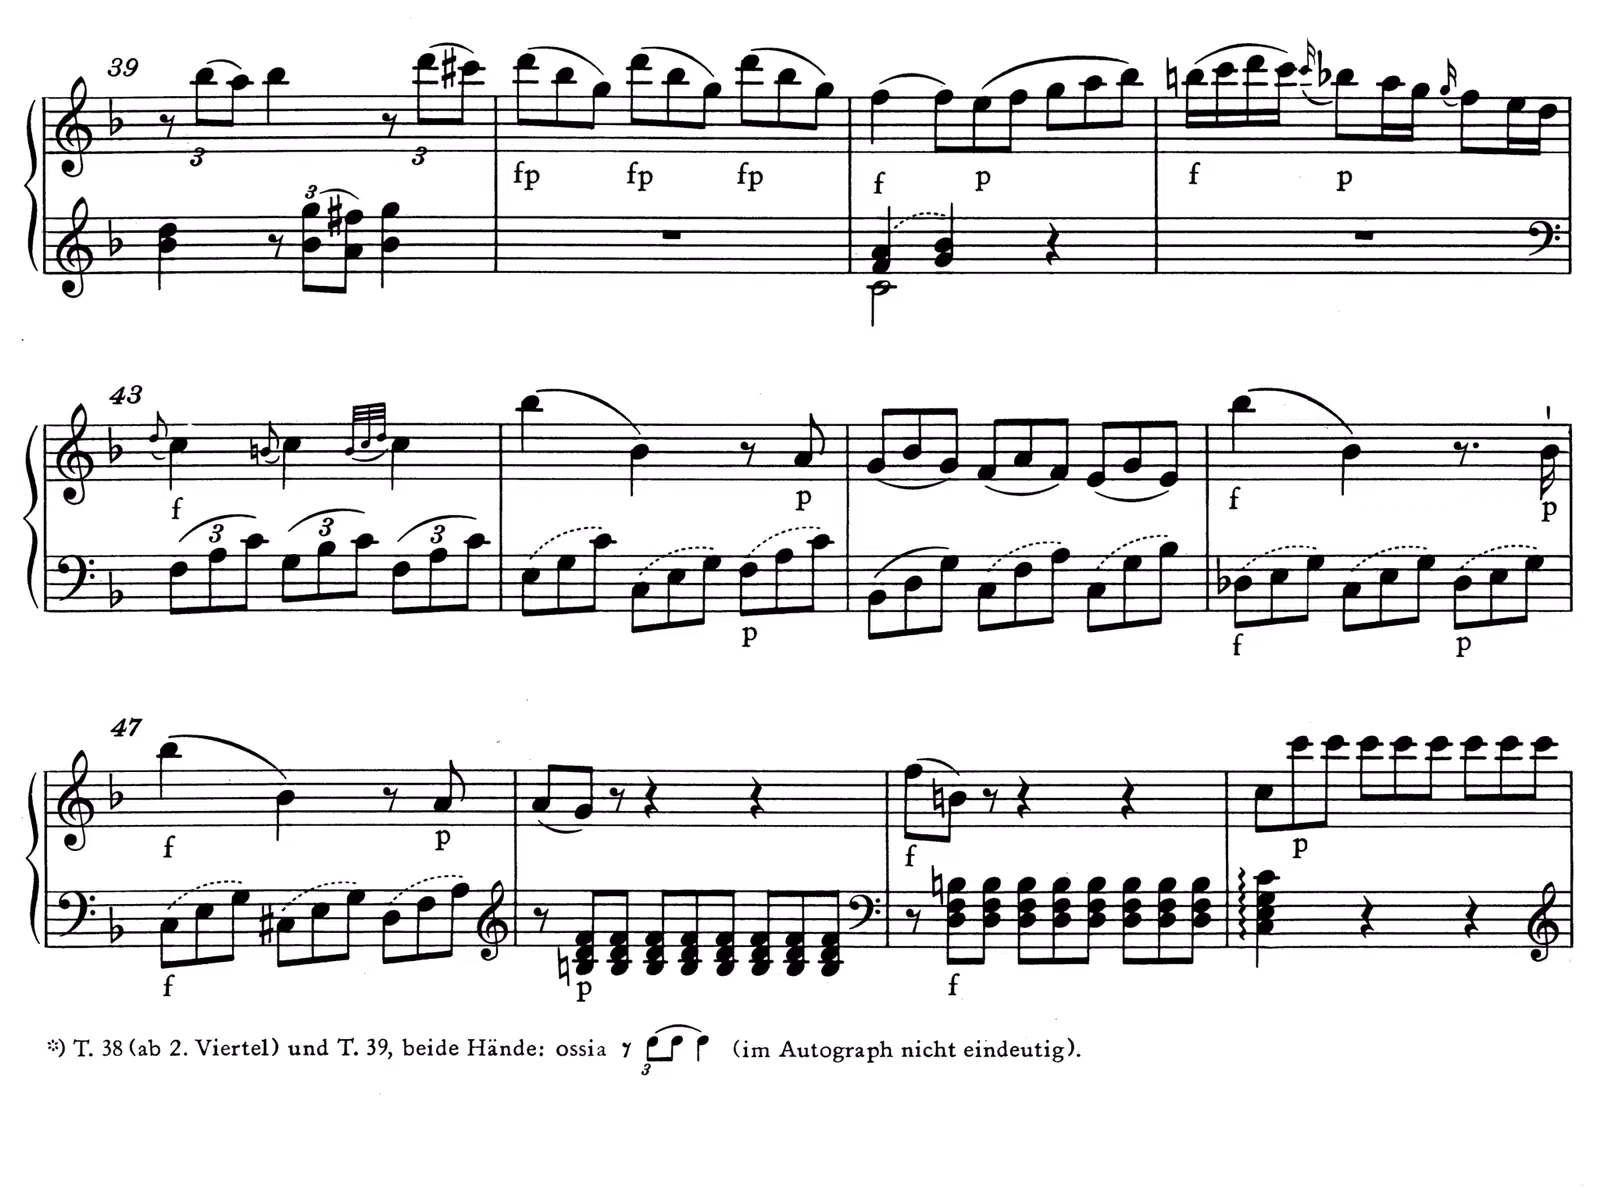 39
3 3 3
fp fp fp f p f p
43
f p f p
3 3 3
p f p
47
f p f p
f p f
*) T. 38 (ab 2. Viertel) und T. 39, beide Hände: ossia 3 (im Autograph nicht eindeutig).